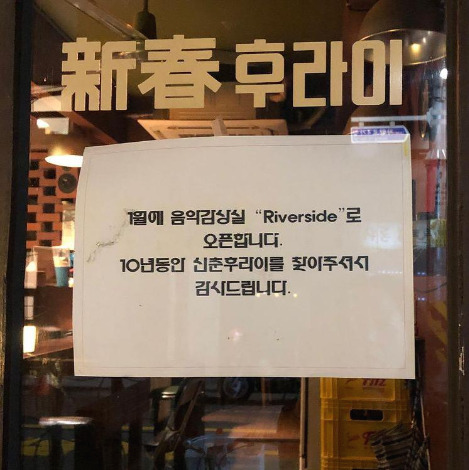 新春 후라이
1월에 음악감상실 “Riverside”로
오픈합니다.
10년동안 신춘후라이를 찾아주셔서
감사드립니다.